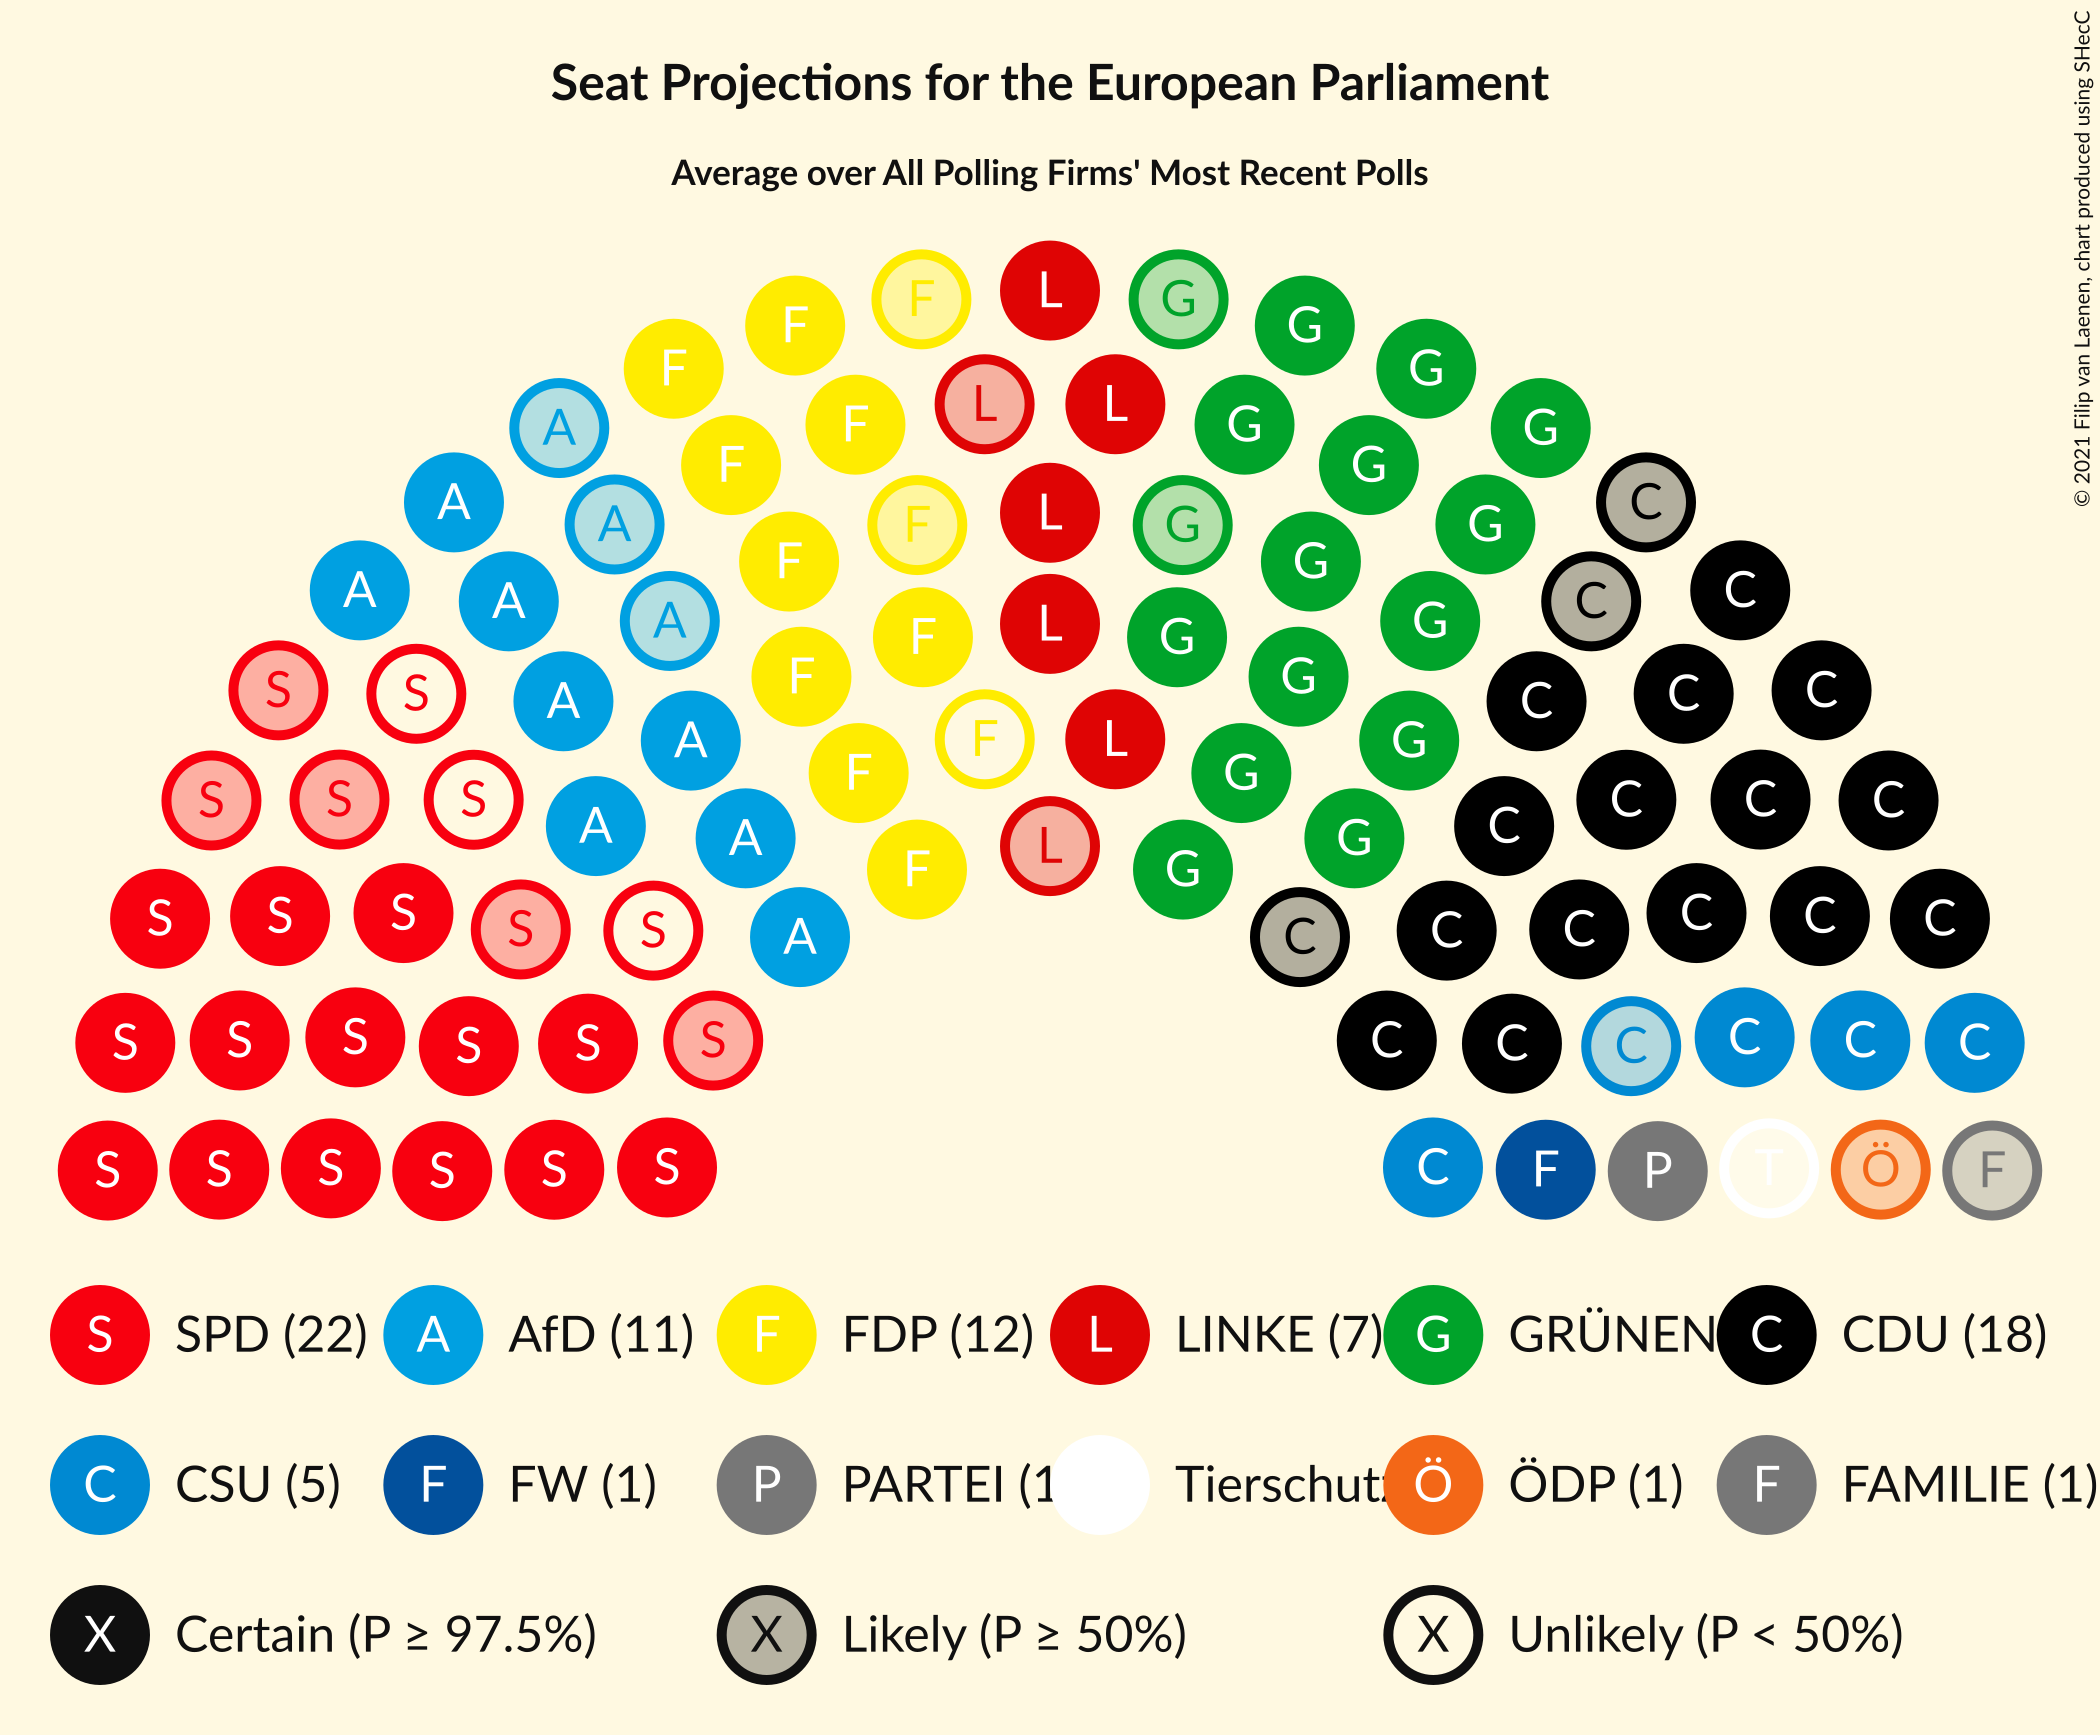 Seat Projections for the European Parliament
Average over All Polling Firms' Most Recent Polls
© 2021 Filip van Laenen, chart produced using SHecC
L
F G
F G
F L L G G
A F F G G G
A F F L G G C
A A F G G C
A A A F F L G G G C C
S S A F G C C C
S S A A F L G G C C C
S S S A A F G G C C C C
S S S S S A F L G C C C C C C
S S S S S S C C C C C C
S S S S S S C F P T Ö F
S SPD (22) A AfD (11) F FDP (12) L LINKE (7) G GRÜNEN C CDU (18)
C CSU (5) F FW (1) P PARTEI (1 Tierschutz Ö ÖDP (1) F FAMILIE (1)
X Certain (P ≥ 97.5%) X Likely (P ≥ 50%) X Unlikely (P < 50%)